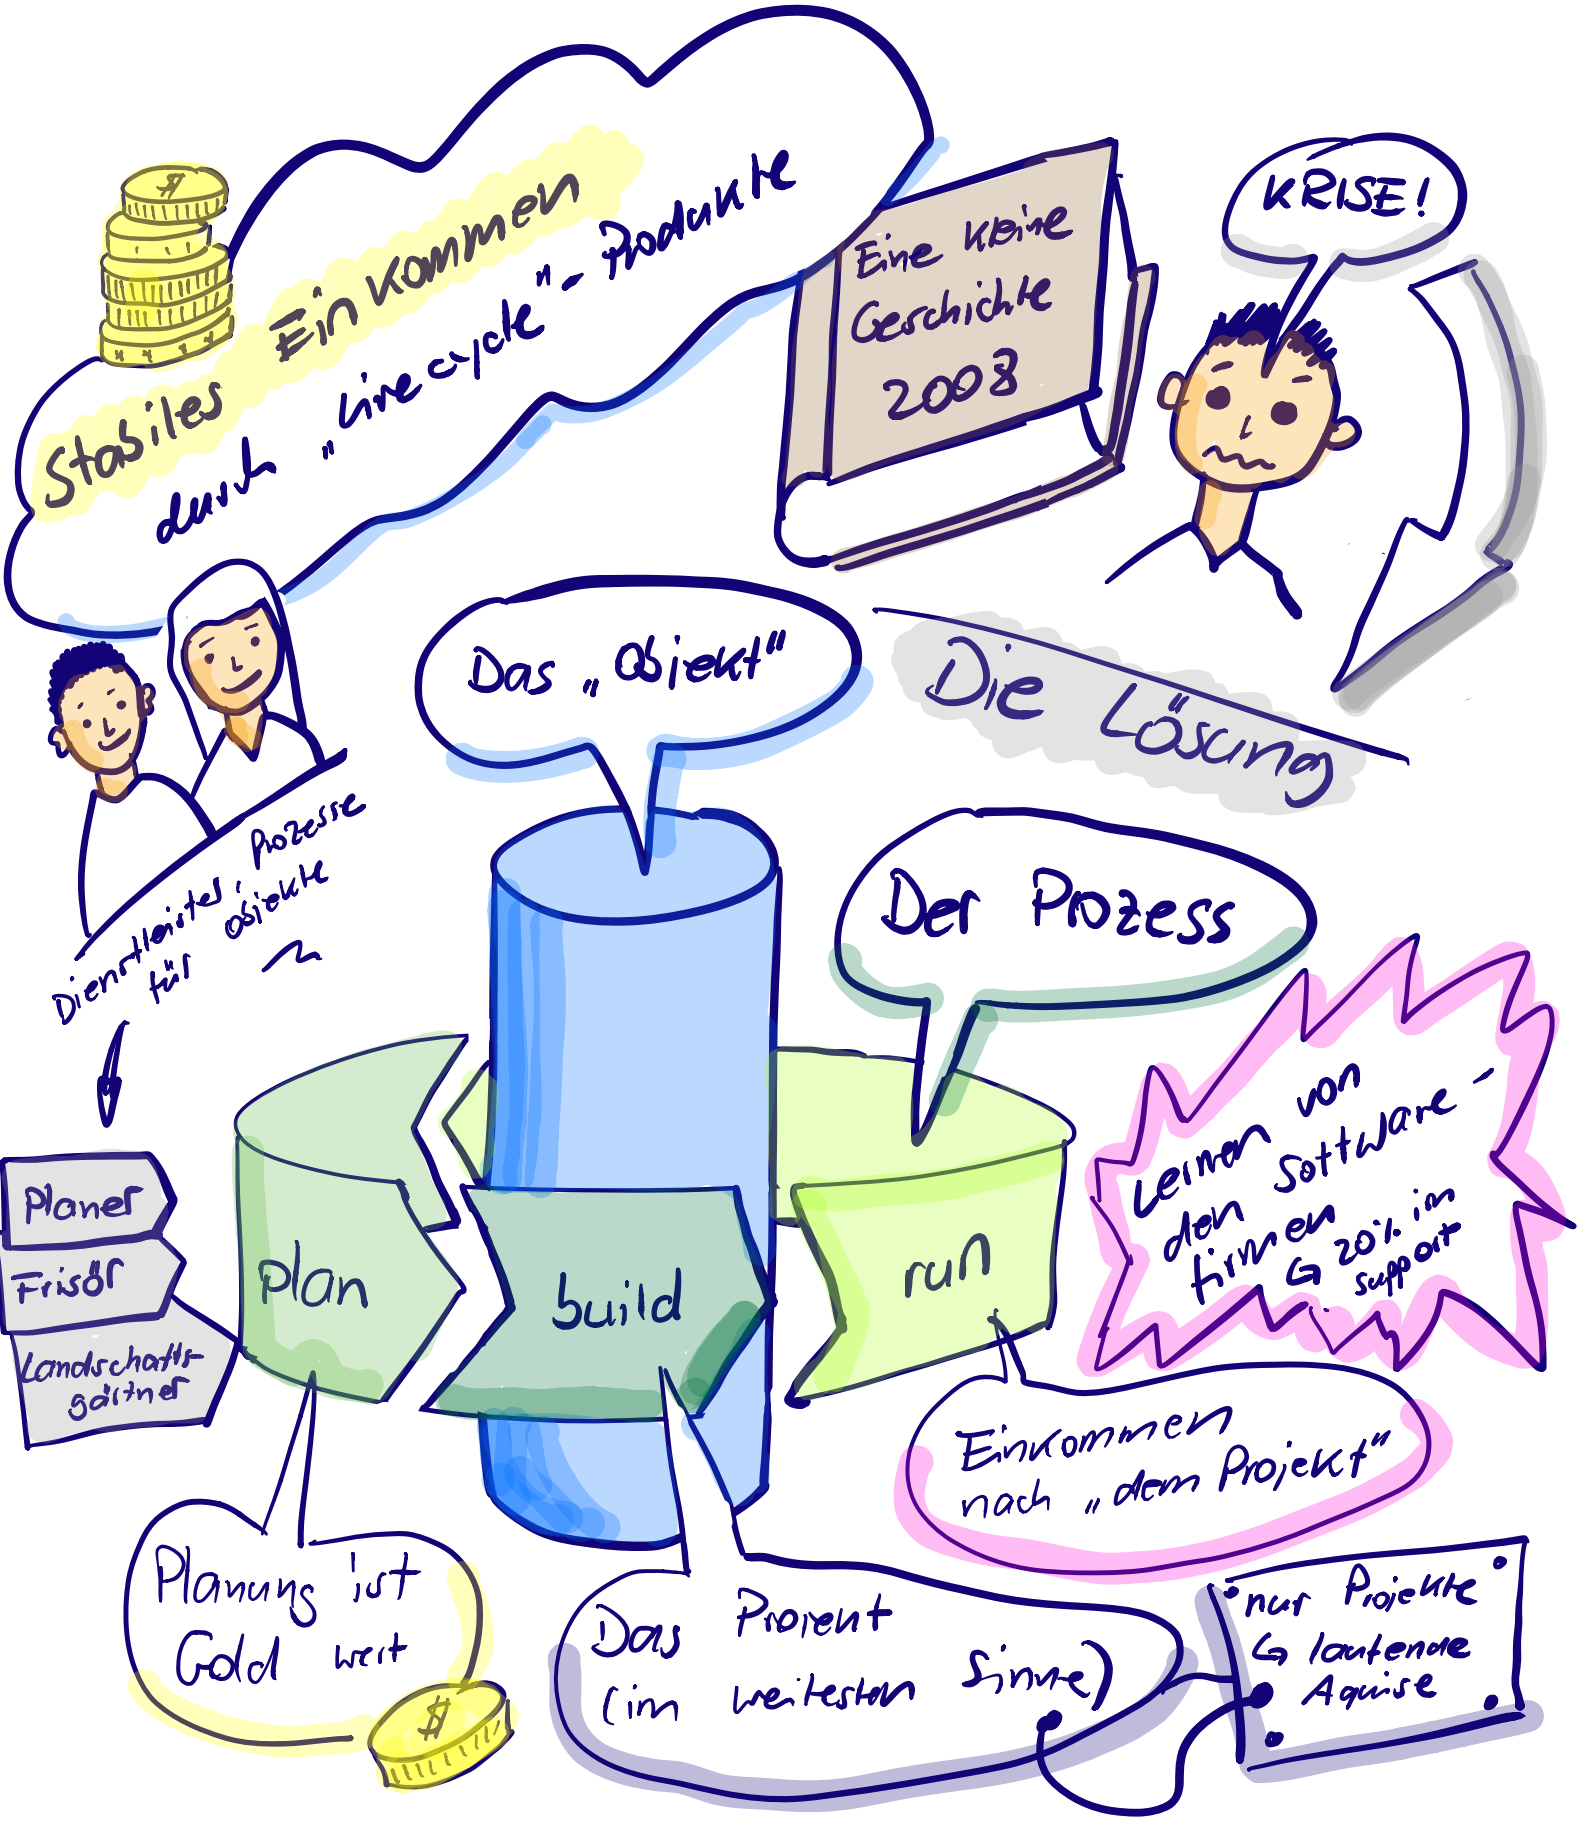 Stabiles Einkommen
durch „Livecycle"-Produkte
Eine kleine
Geschichte
2008
KRISE!
Die Lösung
Das „Objekt"
Der Prozess
Dienstleister, Prozesse
für Objekte
Planer
Frisör
Landschafts-
gärtner
plan
build
run
Lernen von
den Software-
firmen
↳ 20% im
support
Einkommen
nach „dem Projekt"
Planung ist
Gold wert
Das Projekt
(im weitesten Sinne)
nur Projekte
↳ laufende
Aquise
$
$